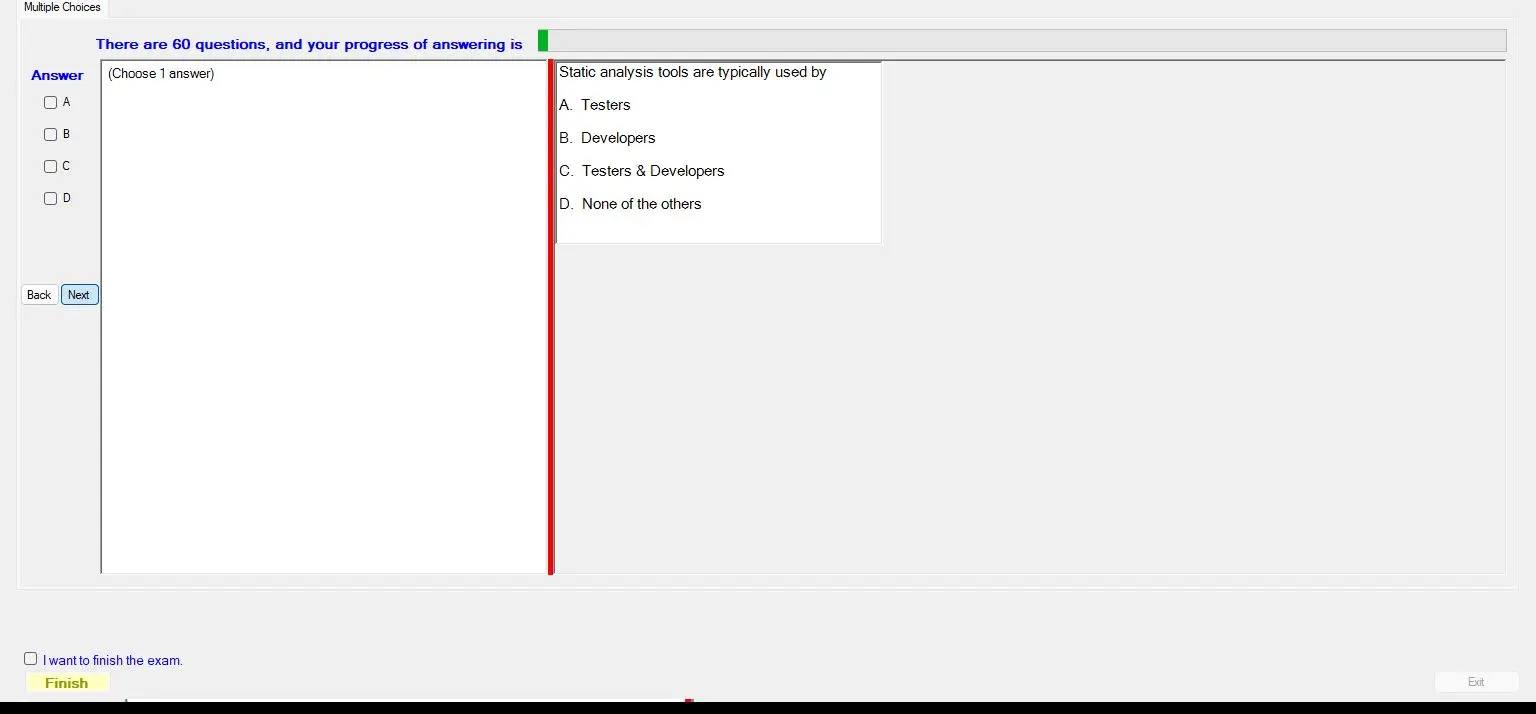 Multiple Choices
There are 60 questions, and your progress of answering is
Answer
A
B
C
D
Back
Next
(Choose 1 answer)
Static analysis tools are typically used by
A. Testers
B. Developers
C. Testers & Developers
D. None of the others
I want to finish the exam.
Finish
Exit